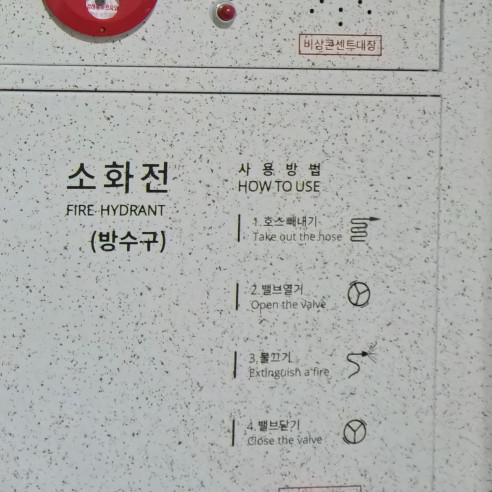 비상콘센트내장
소화전
FIRE HYDRANT
(방수구)
사용방법
HOW TO USE
1.호스빼내기
Take out the hose
2.밸브열기
Open the valve
3.불끄기
Extinguish a fire
4.밸브닫기
Close the valve